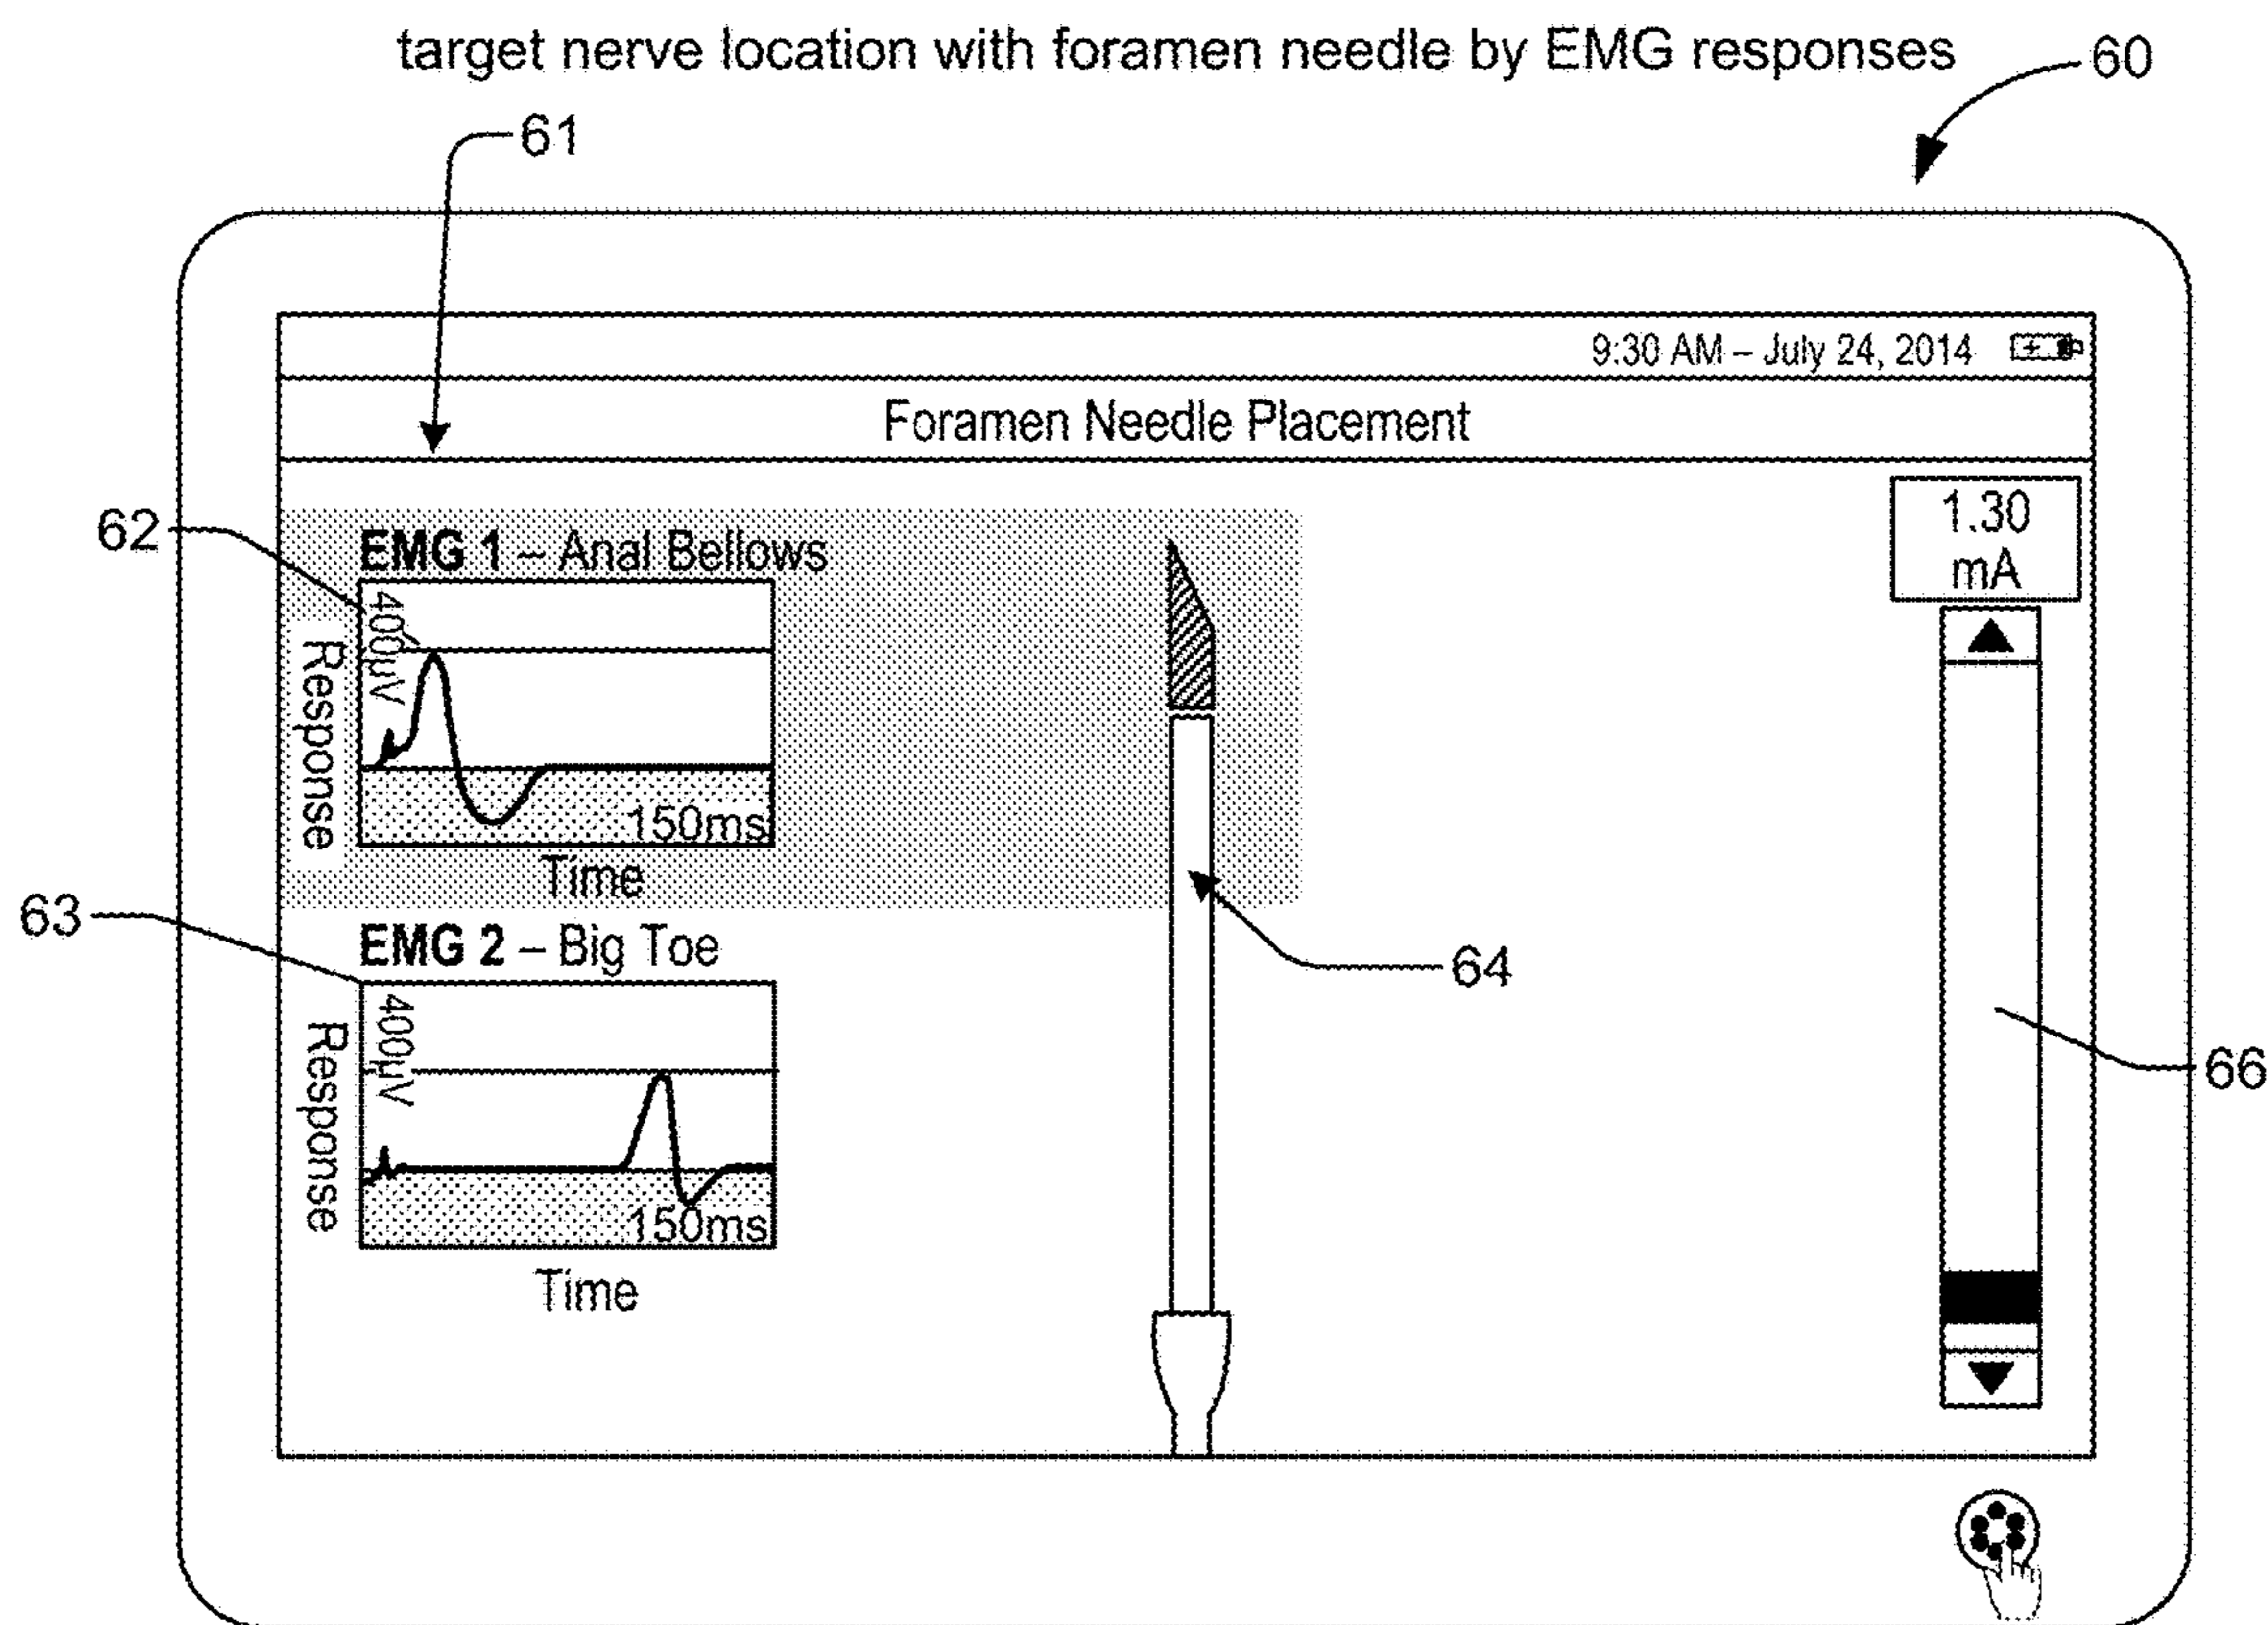 target nerve location with foramen needle by EMG responses
60
61
9:30 AM – July 24, 2014
Foramen Needle Placement
1.30
mA
62
EMG 1 – Anal Bellows
400µV
Response
150ms
Time
63
EMG 2 – Big Toe
64
400µV
Response
66
150ms
Time